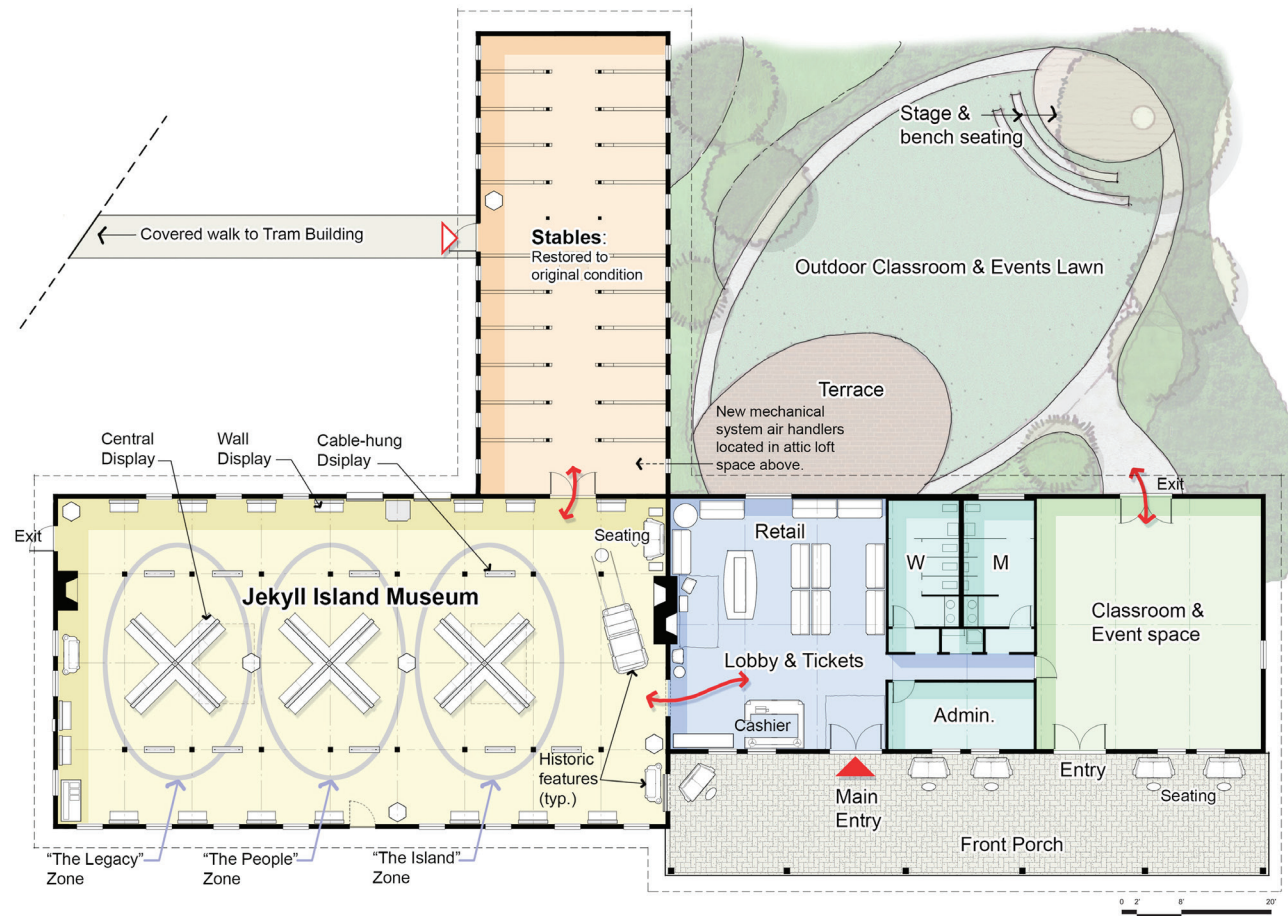 Stage &
bench seating
Covered walk to Tram Building
Stables:
Restored to
original condition
Outdoor Classroom & Events Lawn
Terrace
New mechanical
system air handlers
located in attic loft
space above.
Central
Display
Wall
Display
Cable-hung
Dsiplay
Exit
Exit
Seating
Retail
W
M
Jekyll Island Museum
Classroom &
Event space
Lobby & Tickets
Cashier
Admin.
Historic
features
(typ.)
Main
Entry
Entry
Seating
Front Porch
“The Legacy”
Zone
“The People”
Zone
“The Island”
Zone
0 2' 8' 20'